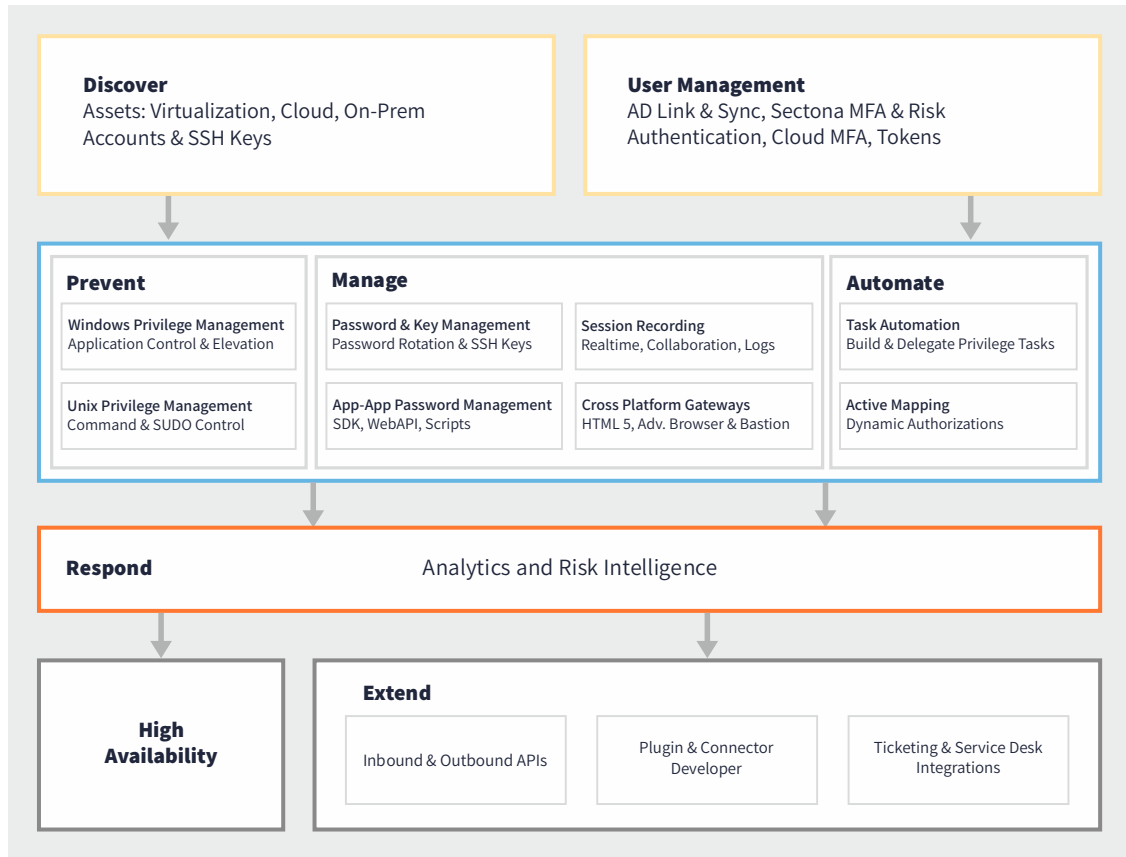 Discover
Assets: Virtualization, Cloud, On-Prem
Accounts & SSH Keys
User Management
AD Link & Sync, Sectona MFA & Risk
Authentication, Cloud MFA, Tokens
Prevent
Windows Privilege Management
Application Control & Elevation
Unix Privilege Management
Command & SUDO Control
Manage
Password & Key Management
Password Rotation & SSH Keys
Session Recording
Realtime, Collaboration, Logs
App-App Password Management
SDK, WebAPI, Scripts
Cross Platform Gateways
HTML 5, Adv. Browser & Bastion
Automate
Task Automation
Build & Delegate Privilege Tasks
Active Mapping
Dynamic Authorizations
Respond
Analytics and Risk Intelligence
High
Availability
Extend
Inbound & Outbound APIs
Plugin & Connector
Developer
Ticketing & Service Desk
Integrations